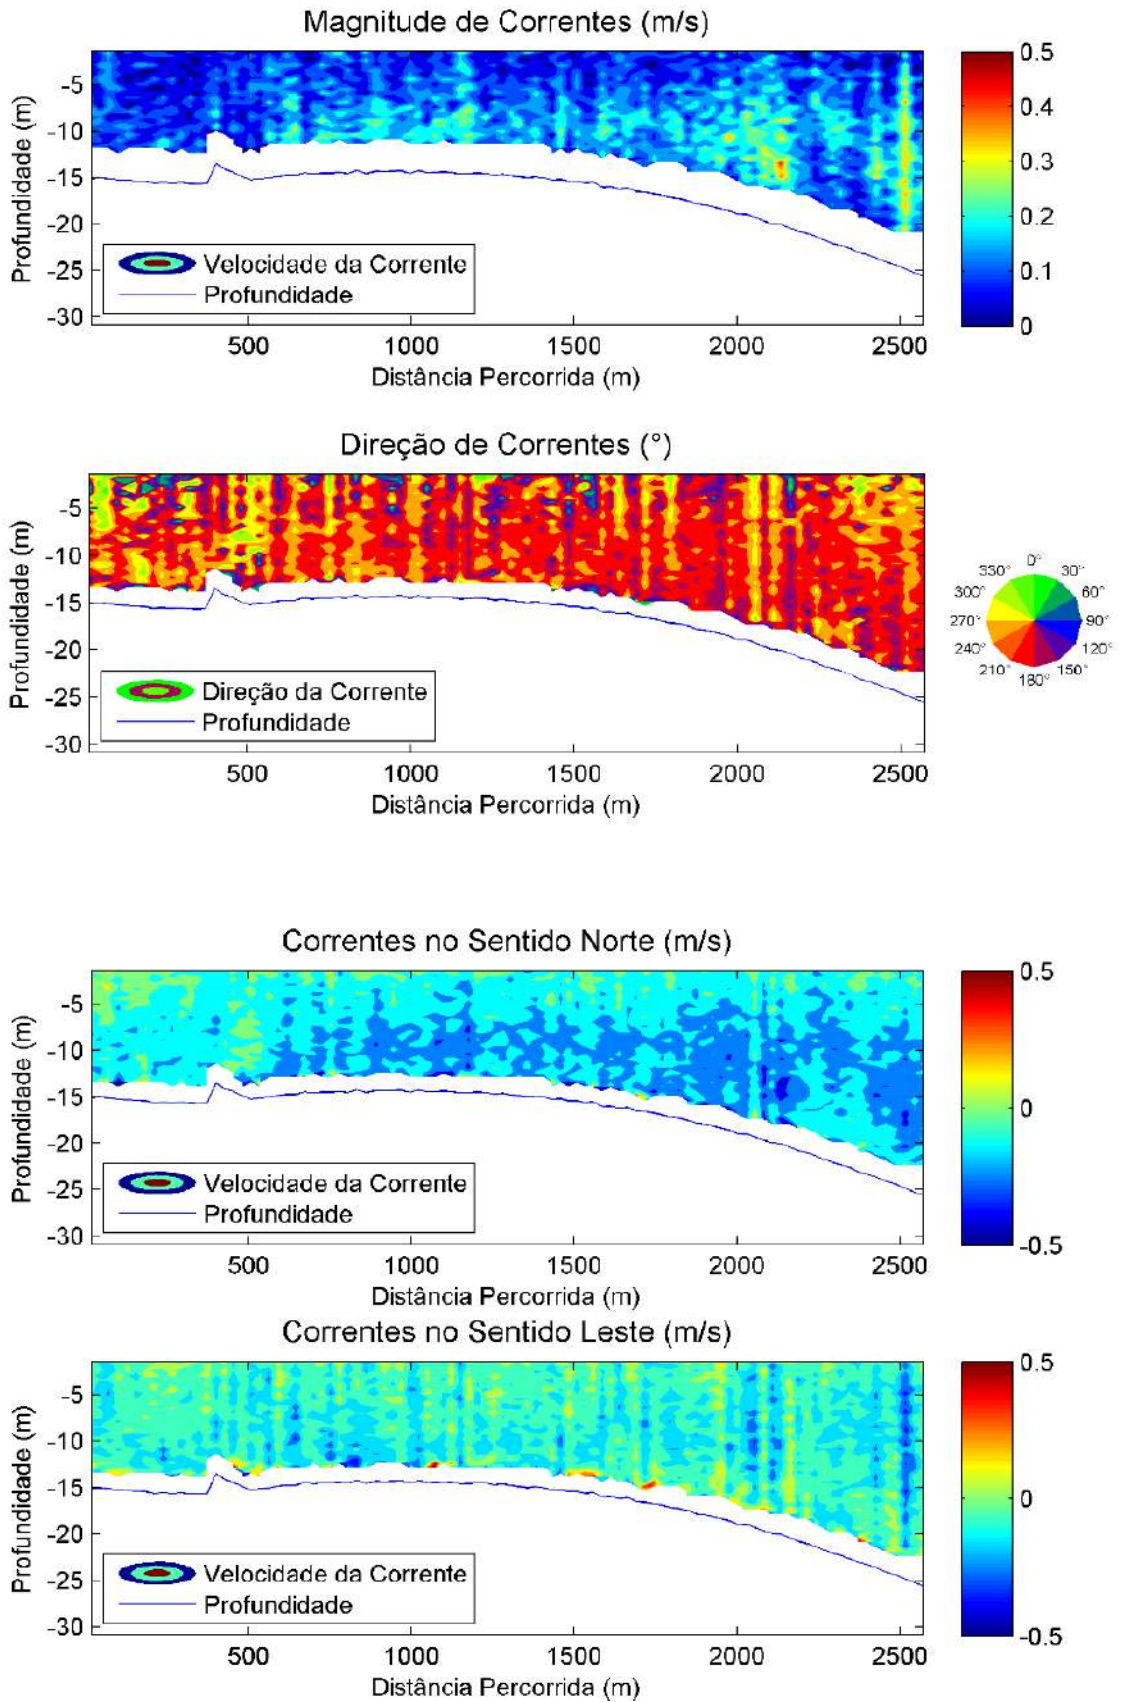 Magnitude de Correntes (m/s)
Profundidade (m)
-5
-10
-15
-20
-25
-30
Velocidade da Corrente
Profundidade
500 1000 1500 2000 2500
Distância Percorrida (m)
0.5
0.4
0.3
0.2
0.1
0
Direção de Correntes (°)
Profundidade (m)
-5
-10
-15
-20
-25
-30
Direção da Corrente
Profundidade
500 1000 1500 2000 2500
Distância Percorrida (m)
0°
330° 30°
300° 60°
270° 90°
240° 120°
210° 150°
180°
Correntes no Sentido Norte (m/s)
Profundidade (m)
-5
-10
-15
-20
-25
-30
Velocidade da Corrente
Profundidade
500 1000 1500 2000 2500
Distância Percorrida (m)
0.5
0
-0.5
Correntes no Sentido Leste (m/s)
Profundidade (m)
-5
-10
-15
-20
-25
-30
Velocidade da Corrente
Profundidade
500 1000 1500 2000 2500
Distância Percorrida (m)
0.5
0
-0.5